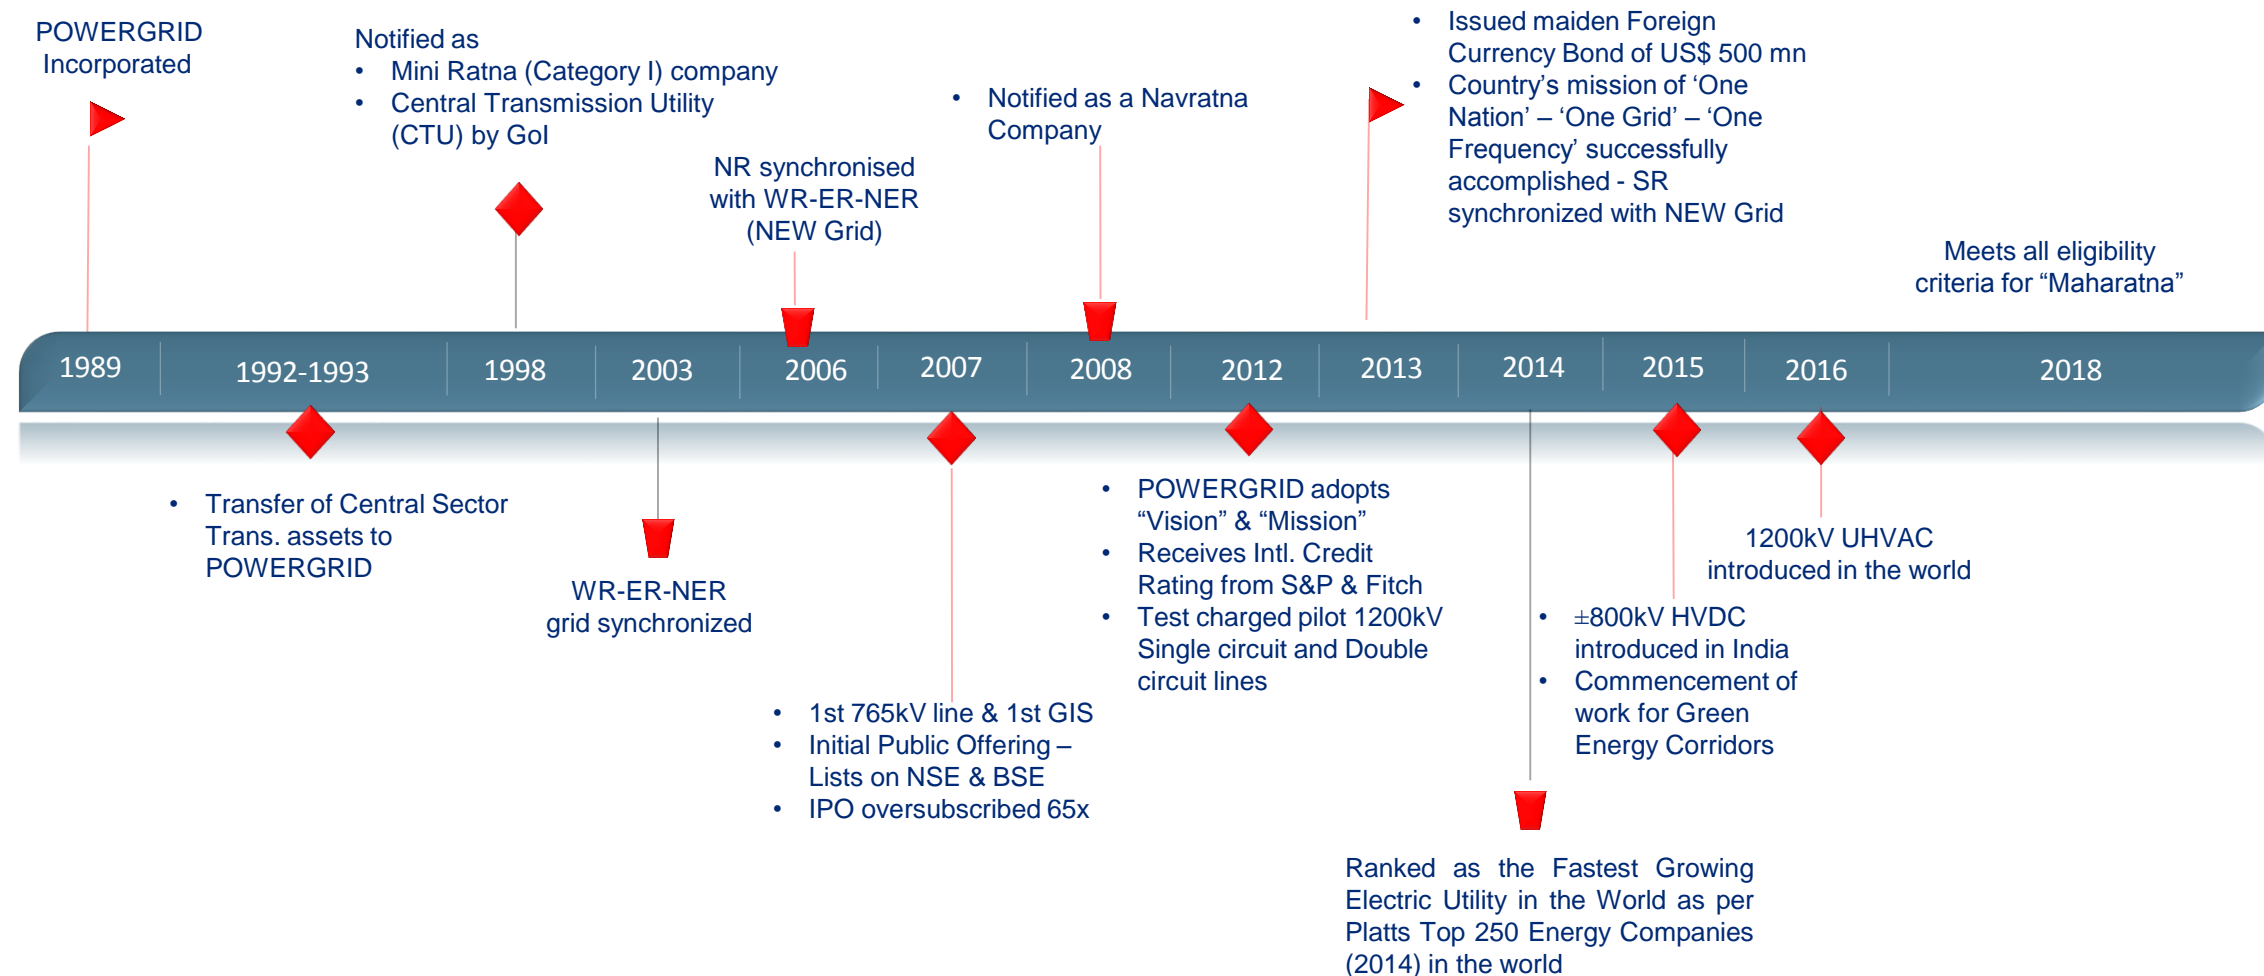 POWERGRID
Incorporated
Notified as
• Mini Ratna (Category I) company
• Central Transmission Utility
(CTU) by GoI
NR synchronised
with WR-ER-NER
(NEW Grid)
• Notified as a Navratna
Company
• Issued maiden Foreign
Currency Bond of US$ 500 mn
• Country’s mission of ‘One
Nation’ – ‘One Grid’ – ‘One
Frequency’ successfully
accomplished - SR
synchronized with NEW Grid
Meets all eligibility
criteria for “Maharatna”
1989
1992-1993
1998
2003
2006
2007
2008
2012
2013
2014
2015
2016
2018
• Transfer of Central Sector
Trans. assets to
POWERGRID
WR-ER-NER
grid synchronized
• 1st 765kV line & 1st GIS
• Initial Public Offering –
Lists on NSE & BSE
• IPO oversubscribed 65x
• POWERGRID adopts
“Vision” & “Mission”
• Receives Intl. Credit
Rating from S&P & Fitch
• Test charged pilot 1200kV
Single circuit and Double
circuit lines
Ranked as the Fastest Growing
Electric Utility in the World as per
Platts Top 250 Energy Companies
(2014) in the world
• ±800kV HVDC
introduced in India
• Commencement of
work for Green
Energy Corridors
1200kV UHVAC
introduced in the world